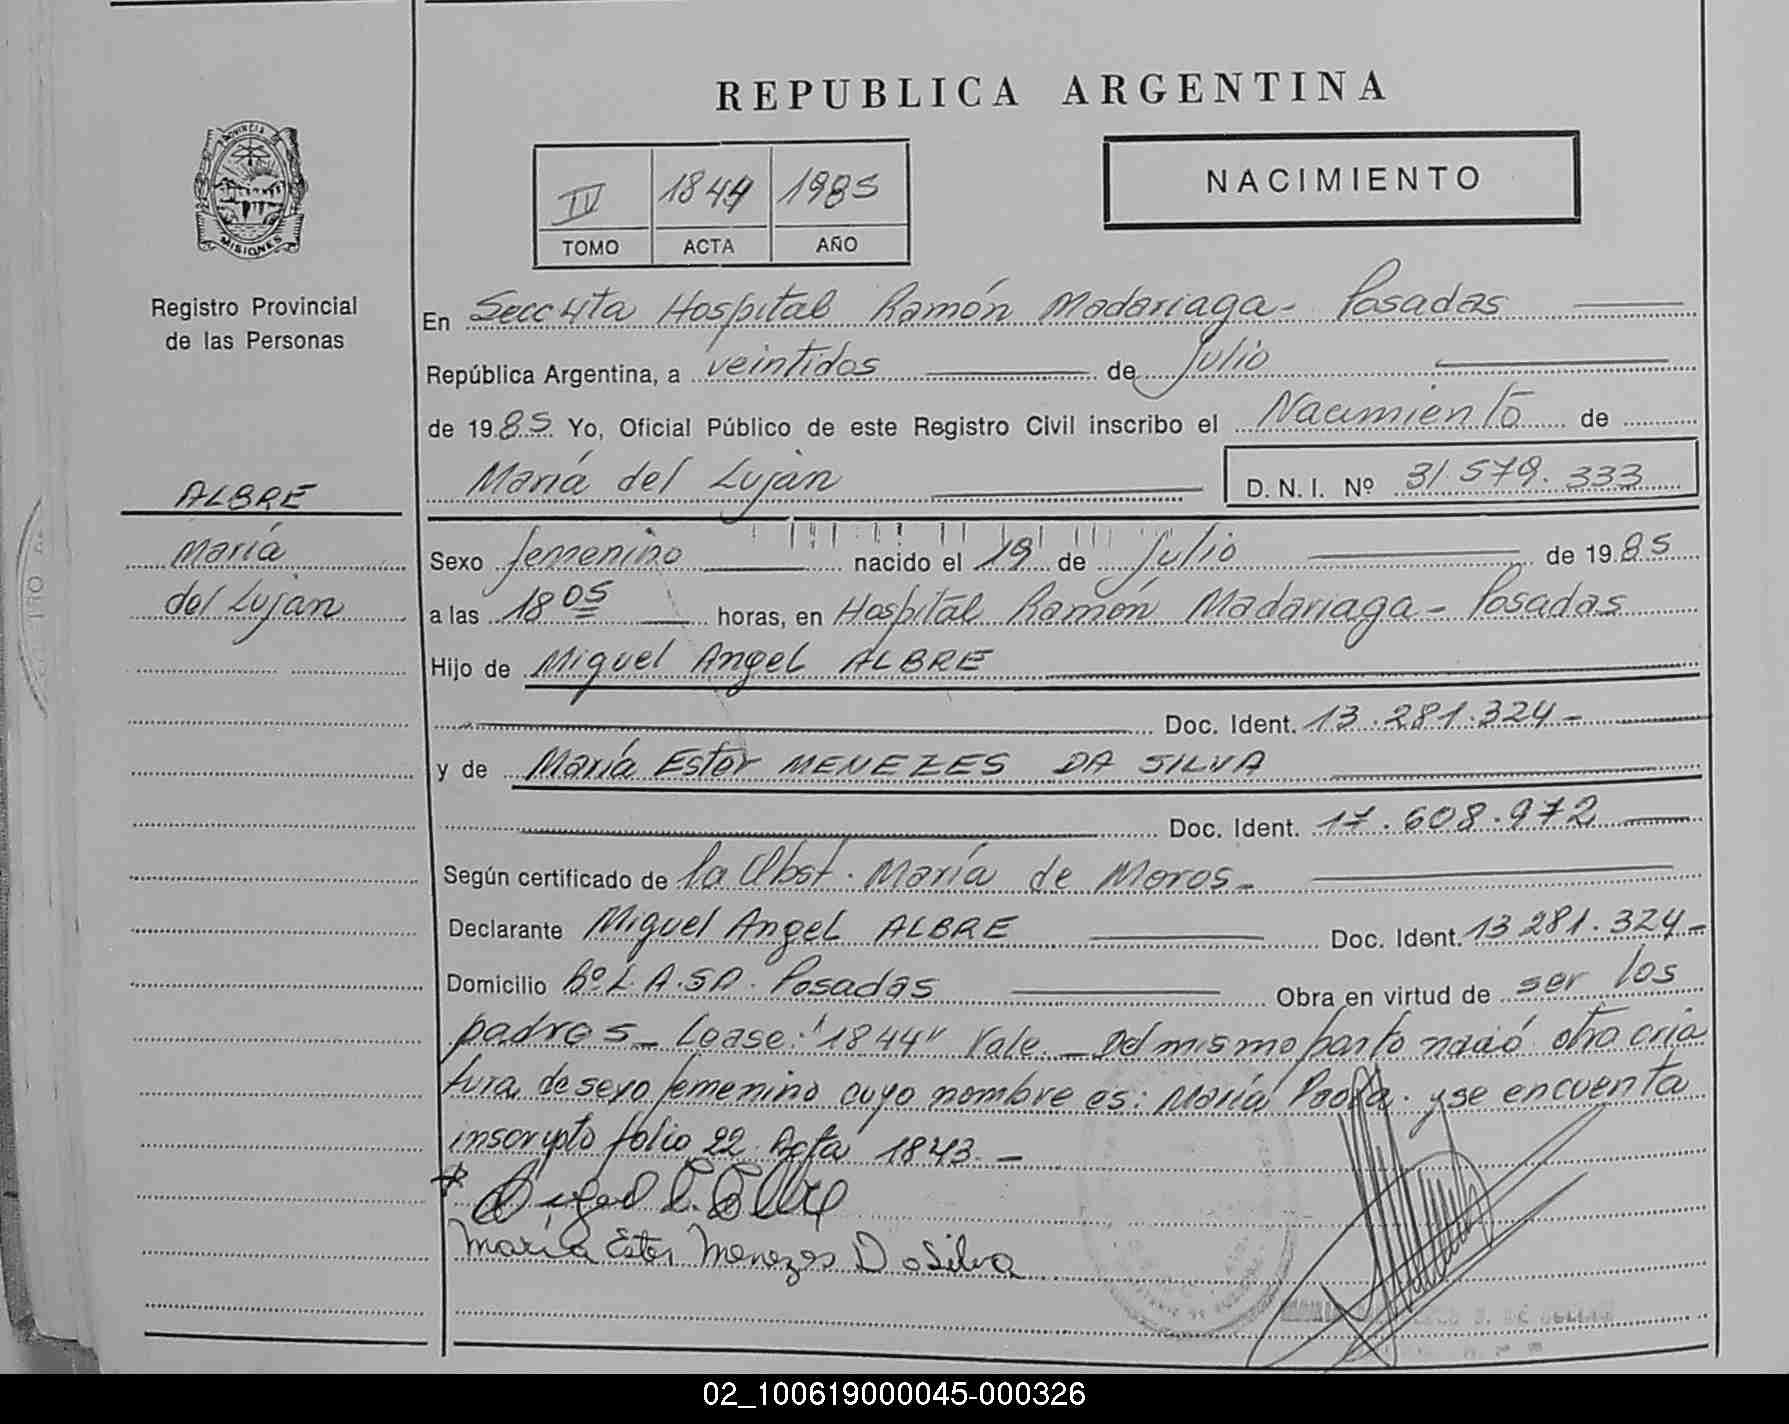 REPUBLICA ARGENTINA
NACIMIENTO
IV 1844 1985
TOMO ACTA AÑO
PROVINCIA DE
MISIONES
Registro Provincial
de las Personas
En Secc 4ta Hospital Ramón Madariaga - Posadas
República Argentina, a veintidos de Julio
de 1985 Yo, Oficial Público de este Registro Civil inscribo el Nacimiento de
María del Luján D. N. I. Nº 31.579.333
ALBRE
María
del Luján
Sexo femenino nacido el 19 de Julio de 1985
a las 18 05 horas, en Hospital Ramón Madariaga - Posadas
Hijo de Miguel Angel ALBRE
Doc. Ident. 13.281.324-
y de María Ester MENEZES DA SILVA
Doc. Ident. 17.608.972
Según certificado de la Obst. María de Moros-
Declarante Miguel Angel ALBRE Doc. Ident. 13 281.324-
Domicilio Bº L.A.SA. Posadas Obra en virtud de ser los
padres- Lease: "1844" Vale.- Del mismo parto nació otra cria
tura de sexo femenino cuyo nombre es: María Paola. y se encuenta
inscripto folio 22 Acta 1843.-
María Ester Menezes DaSilva
02_100619000045-000326